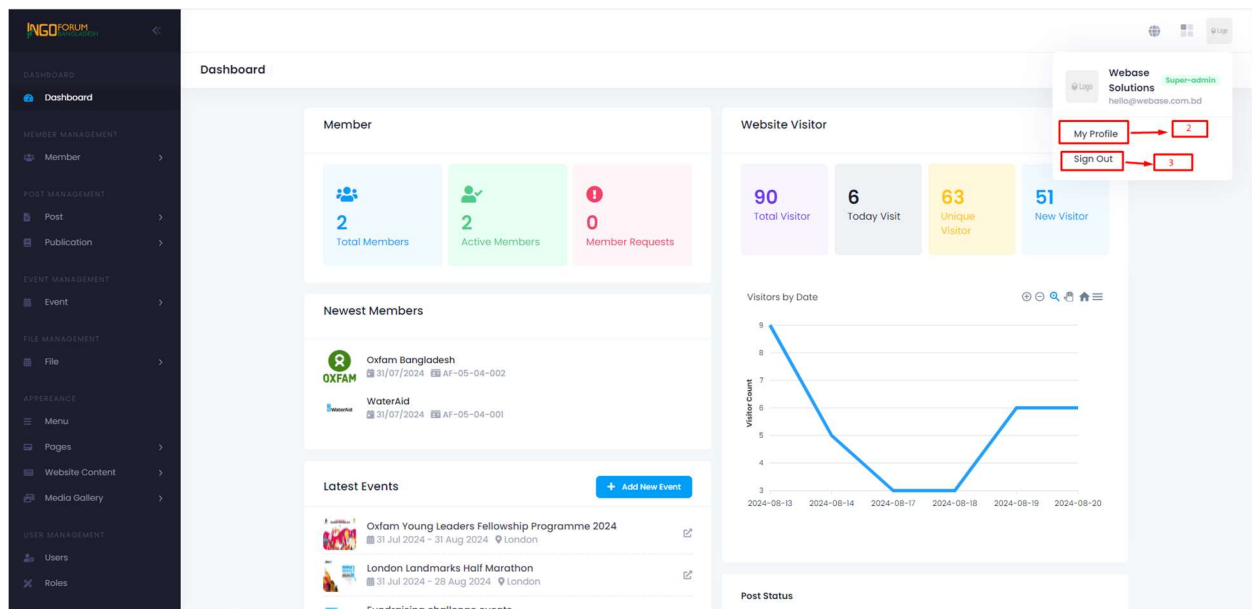 INGO FORUM
BANGLADESH
Logo
DASHBOARD
Dashboard
MEMBER MANAGEMENT
Member
POST MANAGEMENT
Post
Publication
EVENT MANAGEMENT
Event
FILE MANAGEMENT
File
APPEREANCE
Menu
Pages
Website Content
Media Gallery
USER MANAGEMENT
Users
Roles
Dashboard
Webase
Solutions
Super-admin
hello@webase.com.bd
Logo
My Profile
2
Sign Out
3
Member
2
Total Members
2
Active Members
0
Member Requests
Newest Members
OXFAM
Oxfam Bangladesh
31/07/2024 AF-05-04-002
WaterAid
WaterAid
31/07/2024 AF-05-04-001
Latest Events
+ Add New Event
Oxfam Young Leaders Fellowship Programme 2024
31 Jul 2024 - 31 Aug 2024 London
London Landmarks Half Marathon
31 Jul 2024 - 28 Aug 2024 London
Fundraising challenge events
Website Visitor
90
Total Visitor
6
Today Visit
63
Unique
Visitor
51
New Visitor
Visitors by Date
Visitor Count
9
8
7
6
5
4
3
2024-08-13 2024-08-14 2024-08-17 2024-08-18 2024-08-19 2024-08-20
Post Status